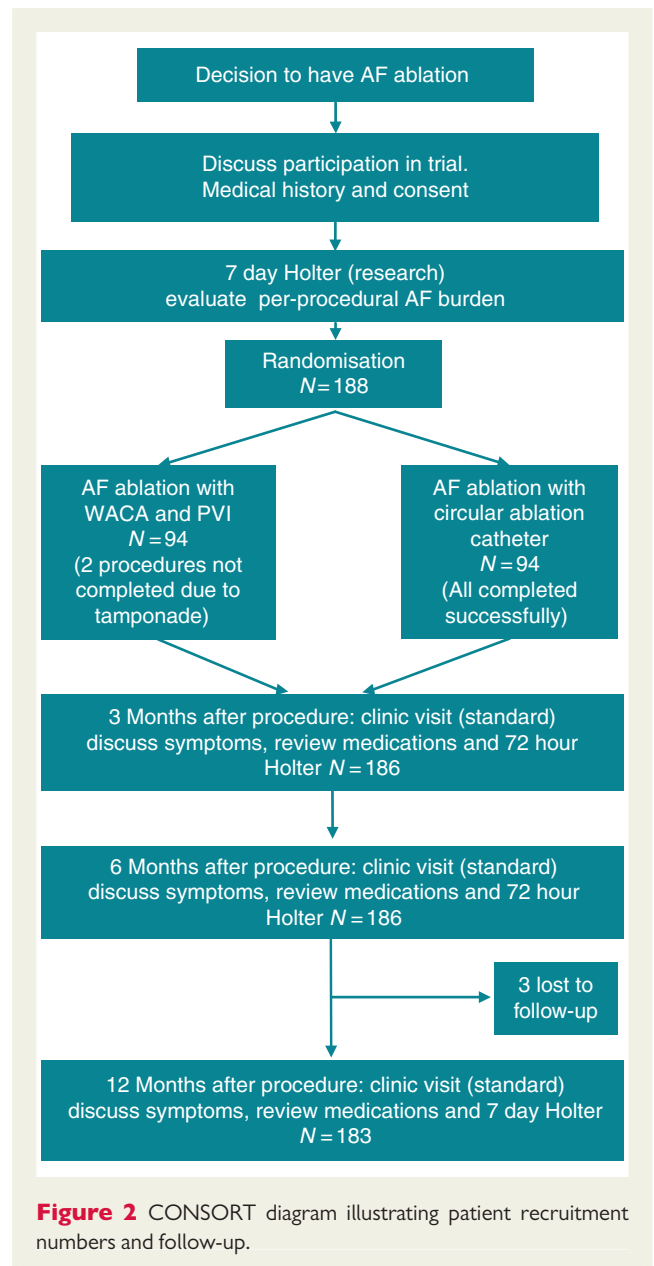 Decision to have AF ablation
Discuss participation in trial.
Medical history and consent
7 day Holter (research)
evaluate per-procedural AF burden
Randomisation
N=188
AF ablation with
WACA and PVI
N=94
(2 procedures not
completed due to
tamponade)
AF ablation with
circular ablation
catheter
N=94
(All completed
successfully)
3 Months after procedure: clinic visit (standard)
discuss symptoms, review medications and 72 hour
Holter N=186
6 Months after procedure: clinic visit (standard)
discuss symptoms, review medications and 72 hour
Holter N=186
3 lost to
follow-up
12 Months after procedure: clinic visit (standard)
discuss symptoms, review medications and 7 day Holter
N=183
Figure 2 CONSORT diagram illustrating patient recruitment
numbers and follow-up.